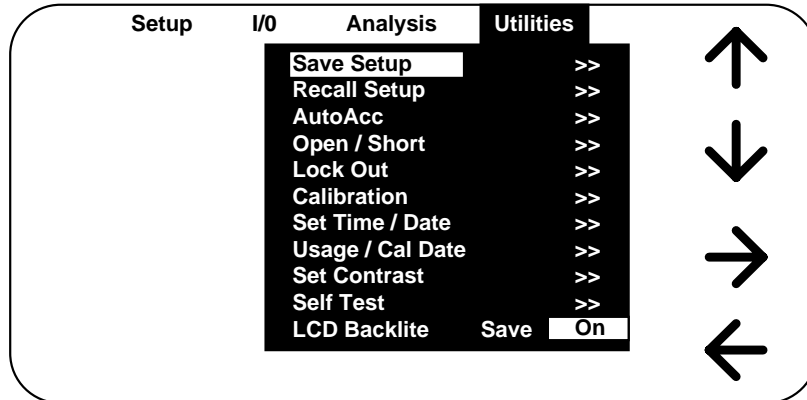 Setup I/0 Analysis Utilities
Save Setup >>
Recall Setup >>
AutoAcc >>
Open / Short >>
Lock Out >>
Calibration >>
Set Time / Date >>
Usage / Cal Date >>
Set Contrast >>
Self Test >>
LCD Backlite Save On